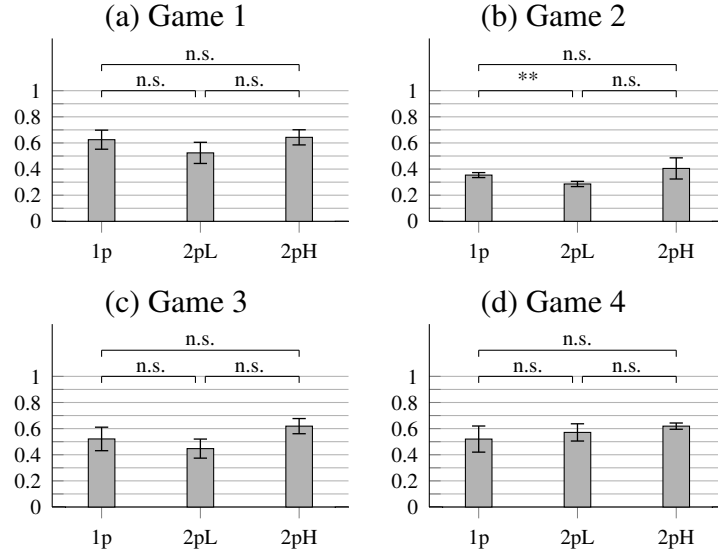 (a) Game 1
n.s.
n.s. n.s.
1
0.8
0.6
0.4
0.2
0
1p 2pL 2pH
(b) Game 2
n.s.
** n.s.
1
0.8
0.6
0.4
0.2
0
1p 2pL 2pH
(c) Game 3
n.s.
n.s. n.s.
1
0.8
0.6
0.4
0.2
0
1p 2pL 2pH
(d) Game 4
n.s.
n.s. n.s.
1
0.8
0.6
0.4
0.2
0
1p 2pL 2pH